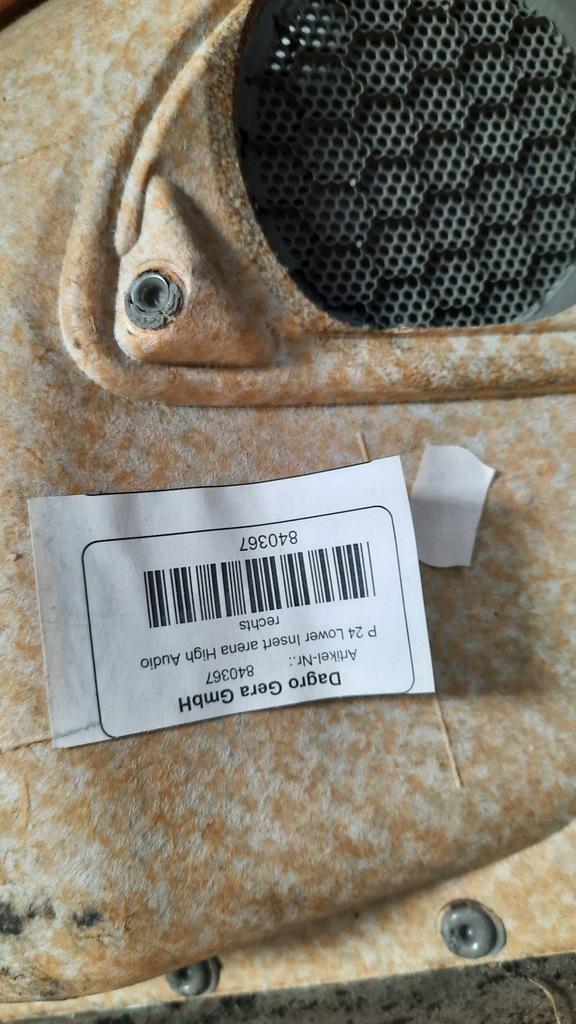 Dagro Gera GmbH
Artikel-Nr.: 840367
P 24 Lower Insert arena High Audio
rechts
840367